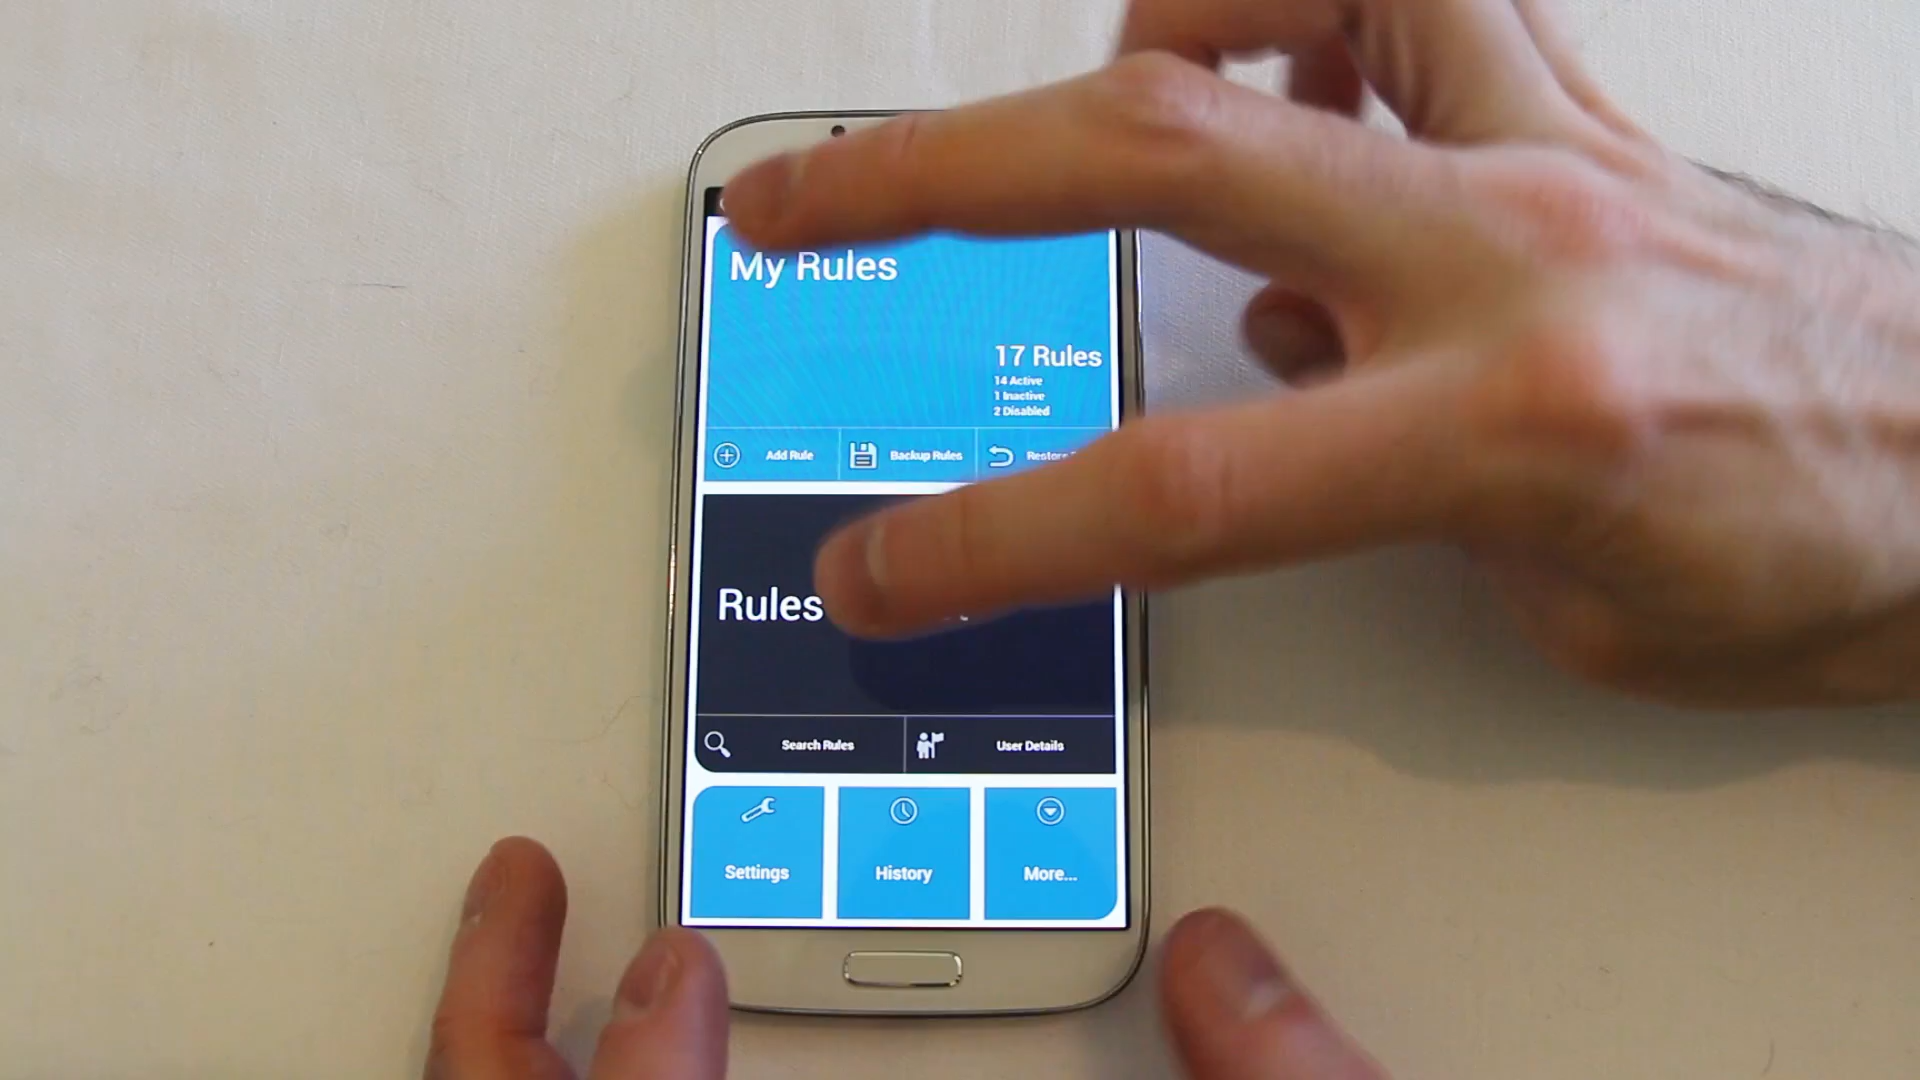 My Rules
17 Rules
14 Active
1 Inactive
2 Disabled
Add Rule
Backup Rules
Rules
Search Rules
User Details
Settings
History
More...